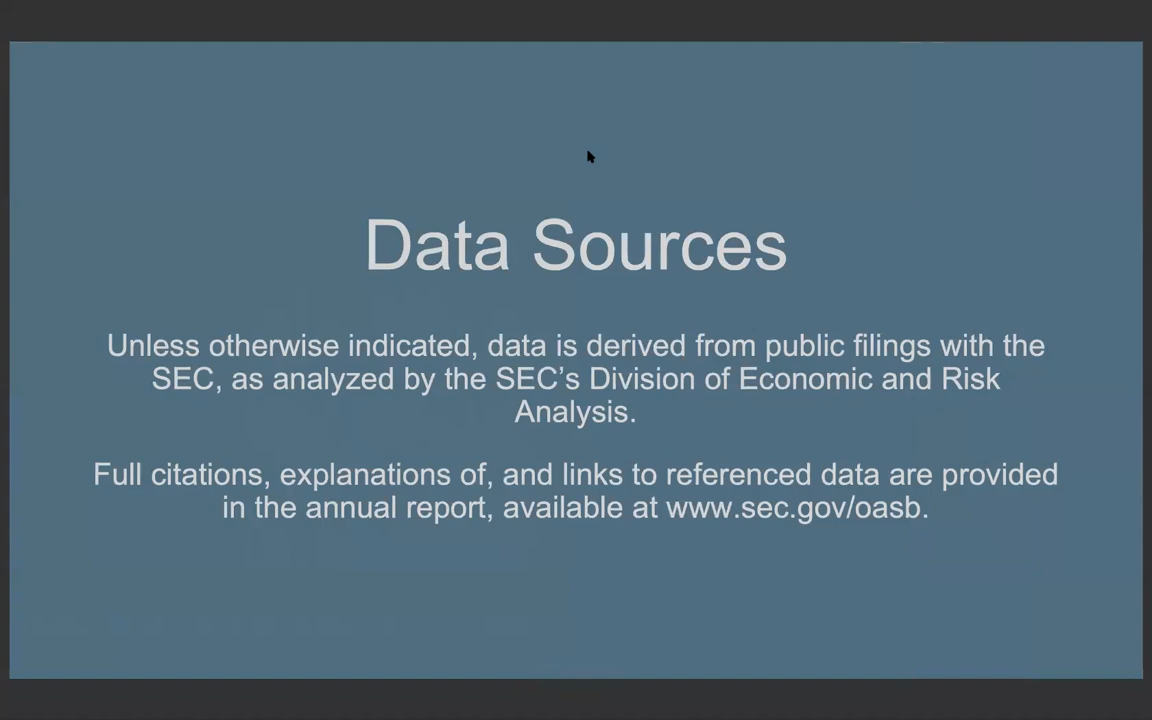 Data Sources
Unless otherwise indicated, data is derived from public filings with the
SEC, as analyzed by the SEC’s Division of Economic and Risk
Analysis.
Full citations, explanations of, and links to referenced data are provided
in the annual report, available at www.sec.gov/oasb.